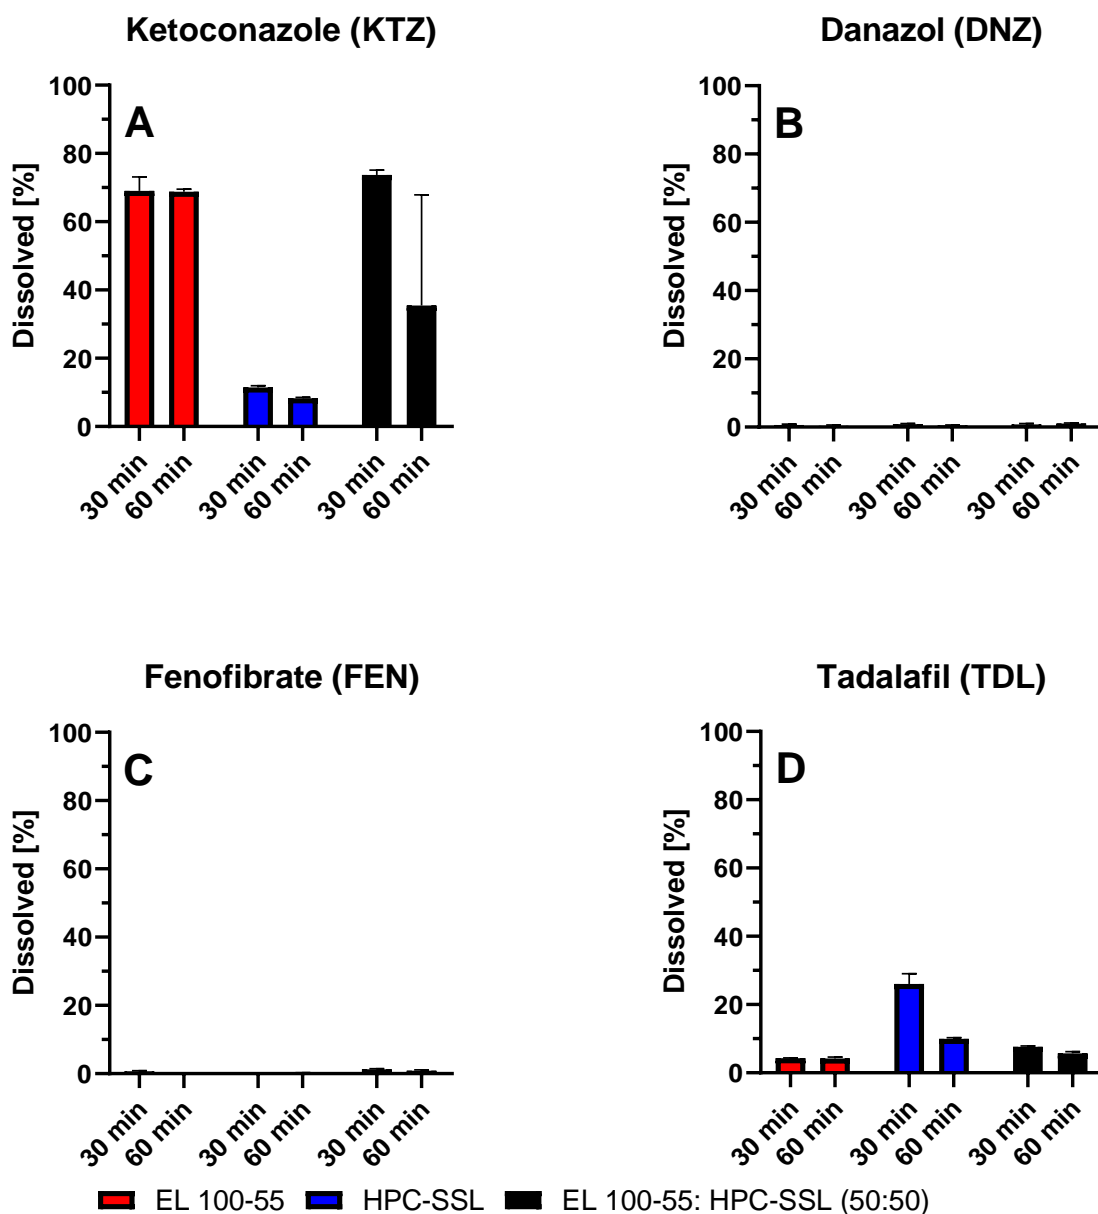 Ketoconazole (KTZ)
A
Dissolved [%]
100
80
60
40
20
0
30 min
60 min
30 min
60 min
30 min
60 min
Danazol (DNZ)
B
Dissolved [%]
100
80
60
40
20
0
30 min
60 min
30 min
60 min
30 min
60 min
Fenofibrate (FEN)
C
Dissolved [%]
100
80
60
40
20
0
30 min
60 min
30 min
60 min
30 min
60 min
Tadalafil (TDL)
D
Dissolved [%]
100
80
60
40
20
0
30 min
60 min
30 min
60 min
30 min
60 min
EL 100-55 HPC-SSL EL 100-55: HPC-SSL (50:50)